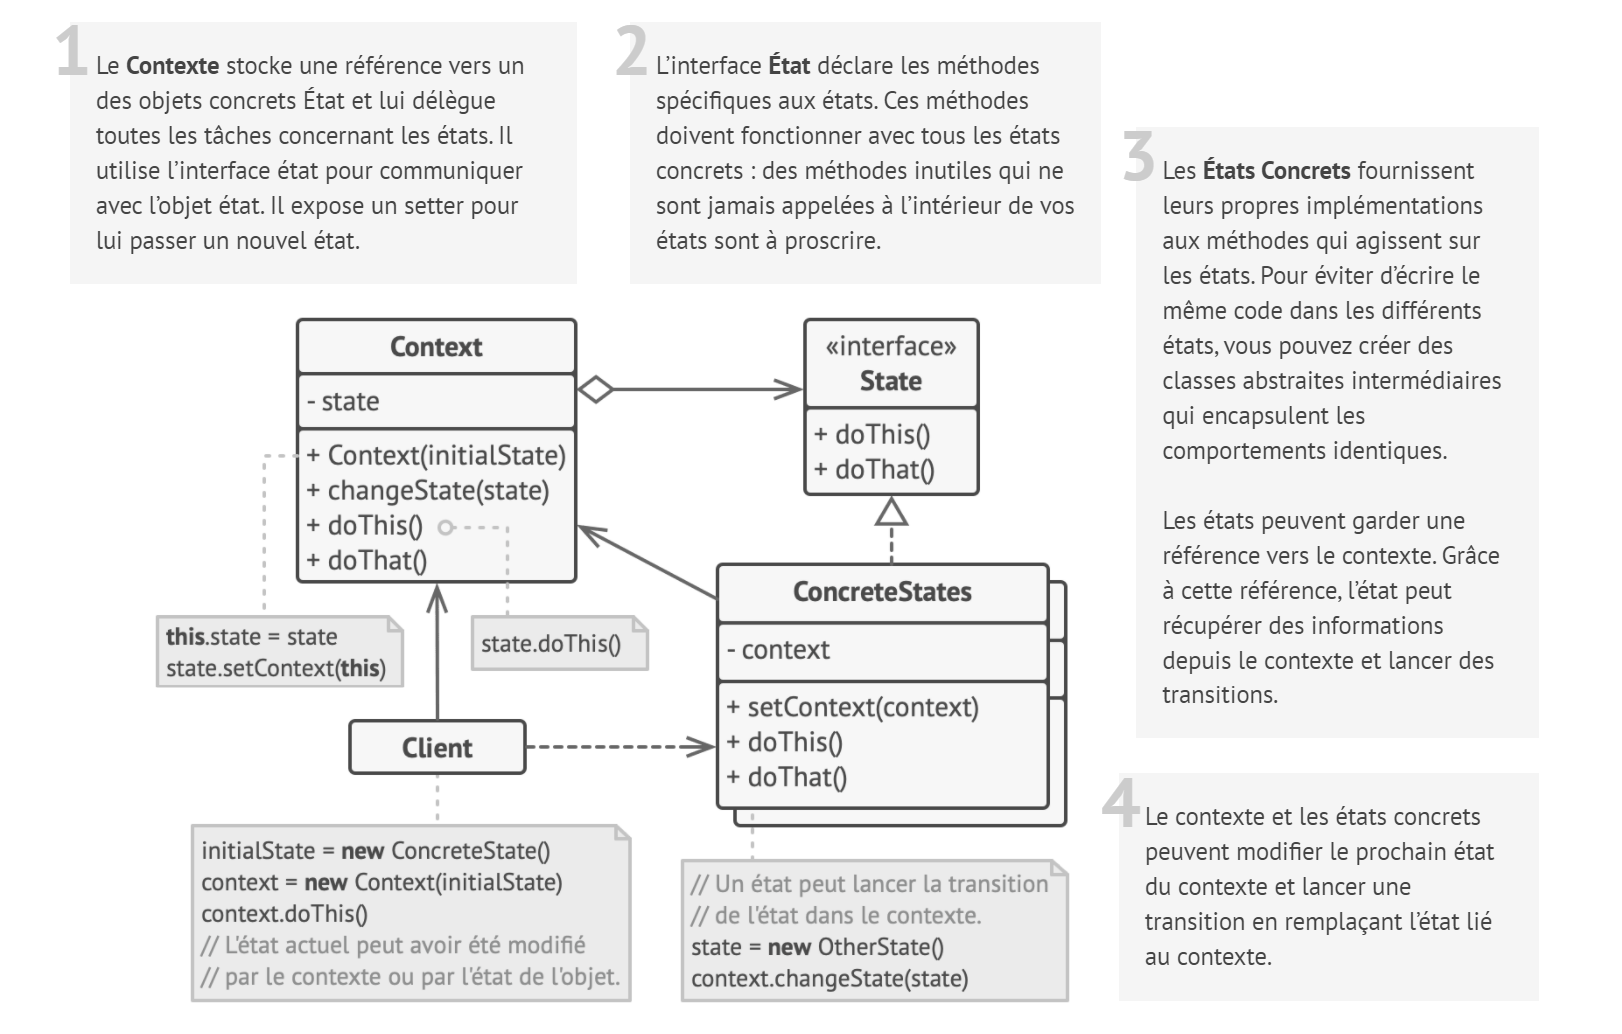 1
Le Contexte stocke une référence vers un
des objets concrets État et lui délègue
toutes les tâches concernant les états. Il
utilise l’interface état pour communiquer
avec l’objet état. Il expose un setter pour
lui passer un nouvel état.
2
L’interface État déclare les méthodes
spécifiques aux états. Ces méthodes
doivent fonctionner avec tous les états
concrets : des méthodes inutiles qui ne
sont jamais appelées à l’intérieur de vos
états sont à proscrire.
3
Les États Concrets fournissent
leurs propres implémentations
aux méthodes qui agissent sur
les états. Pour éviter d’écrire le
même code dans les différents
états, vous pouvez créer des
classes abstraites intermédiaires
qui encapsulent les
comportements identiques.
Les états peuvent garder une
référence vers le contexte. Grâce
à cette référence, l’état peut
récupérer des informations
depuis le contexte et lancer des
transitions.
Context
- state
+ Context(initialState)
+ changeState(state)
+ doThis()
+ doThat()
«interface»
State
+ doThis()
+ doThat()
this.state = state
state.setContext(this)
state.doThis()
ConcreteStates
- context
+ setContext(context)
+ doThis()
+ doThat()
Client
initialState = new ConcreteState()
context = new Context(initialState)
context.doThis()
// L'état actuel peut avoir été modifié
// par le contexte ou par l'état de l'objet.
// Un état peut lancer la transition
// de l'état dans le contexte.
state = new OtherState()
context.changeState(state)
4
Le contexte et les états concrets
peuvent modifier le prochain état
du contexte et lancer une
transition en remplaçant l’état lié
au contexte.